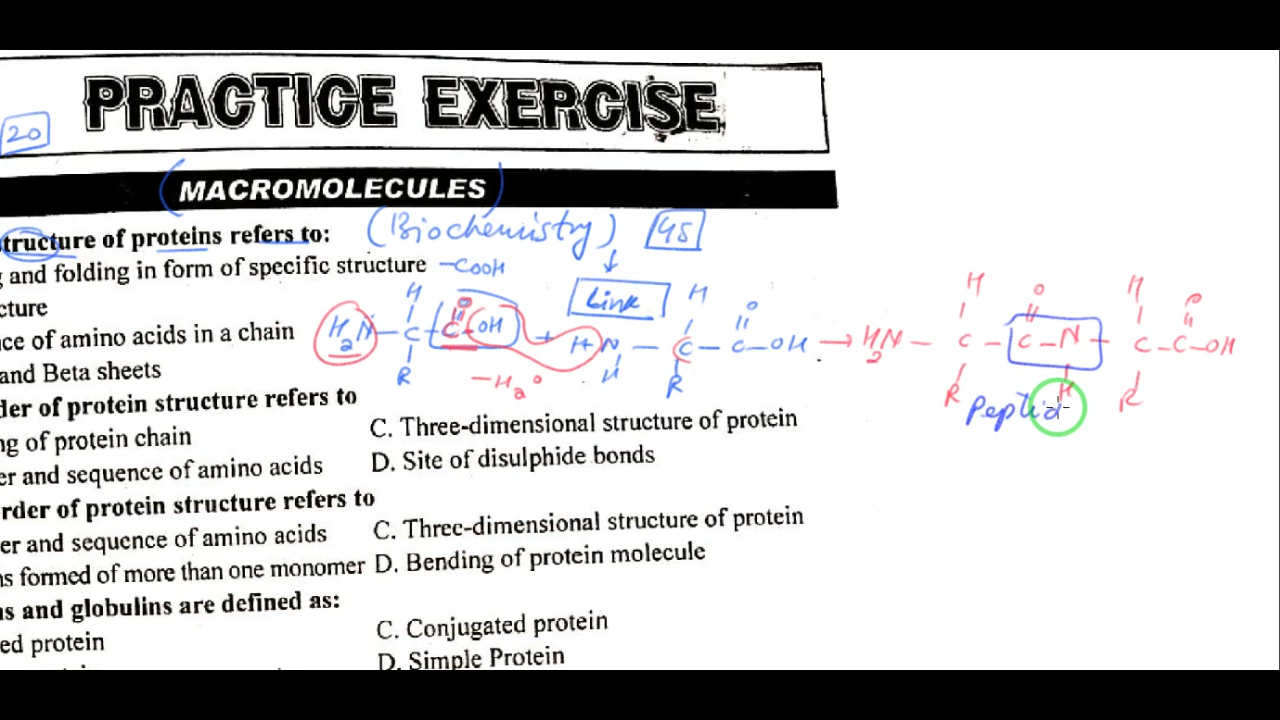 PRACTICE EXERCISE
20
MACROMOLECULES
tructure of proteins refers to:
(Biochemistry) 45
g and folding in form of specific structure -COOH
cture
Link
ce of amino acids in a chain
H O H O H O H O
H2N - C - C - OH + H N - C - C - OH → H2N - C - C - N - C - C - OH
R H R R H R
-H2O
and Beta sheets
Peptid
der of protein structure refers to
ng of protein chain
C. Three-dimensional structure of protein
er and sequence of amino acids
D. Site of disulphide bonds
rder of protein structure refers to
er and sequence of amino acids
C. Three-dimensional structure of protein
ns formed of more than one monomer
D. Bending of protein molecule
ns and globulins are defined as:
ed protein
C. Conjugated protein
D. Simple Protein